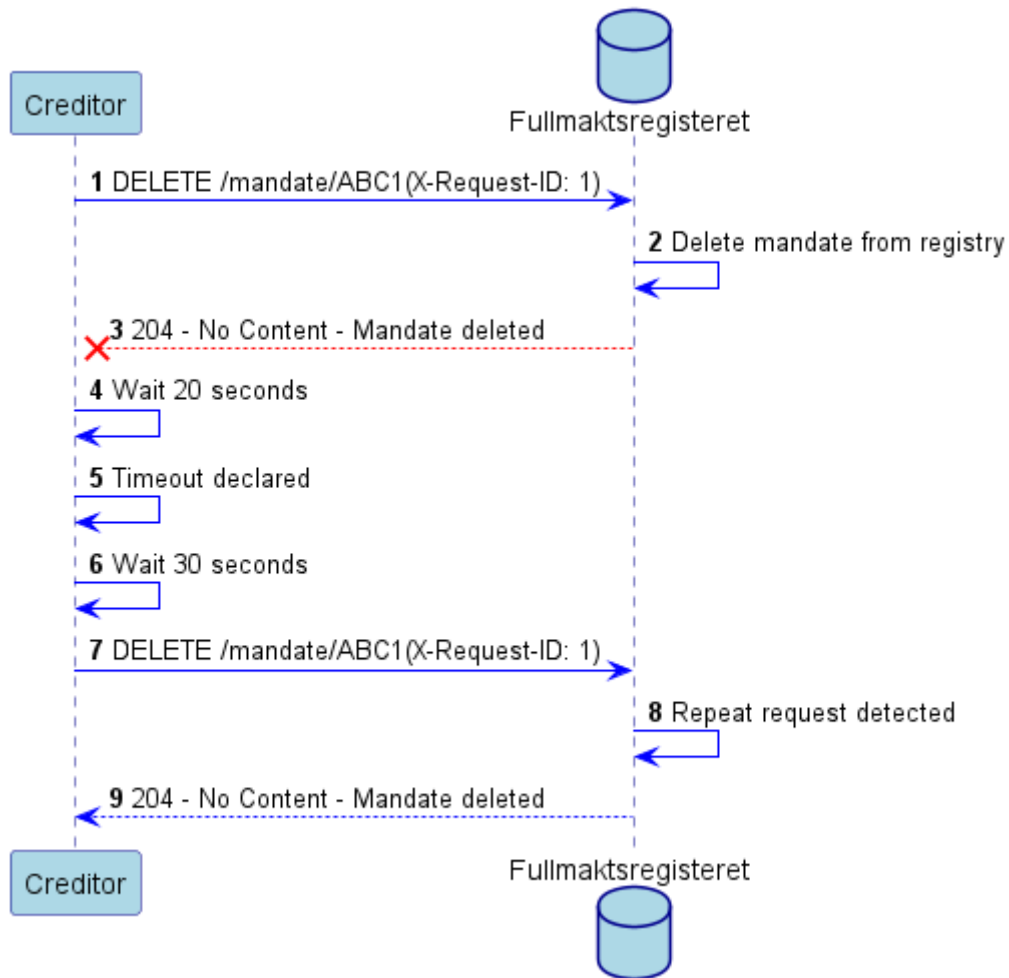 Creditor
Fullmaktsregisteret
1 DELETE /mandate/ABC1(X-Request-ID: 1)
2 Delete mandate from registry
3 204 - No Content - Mandate deleted
4 Wait 20 seconds
5 Timeout declared
6 Wait 30 seconds
7 DELETE /mandate/ABC1(X-Request-ID: 1)
8 Repeat request detected
9 204 - No Content - Mandate deleted
Creditor
Fullmaktsregisteret